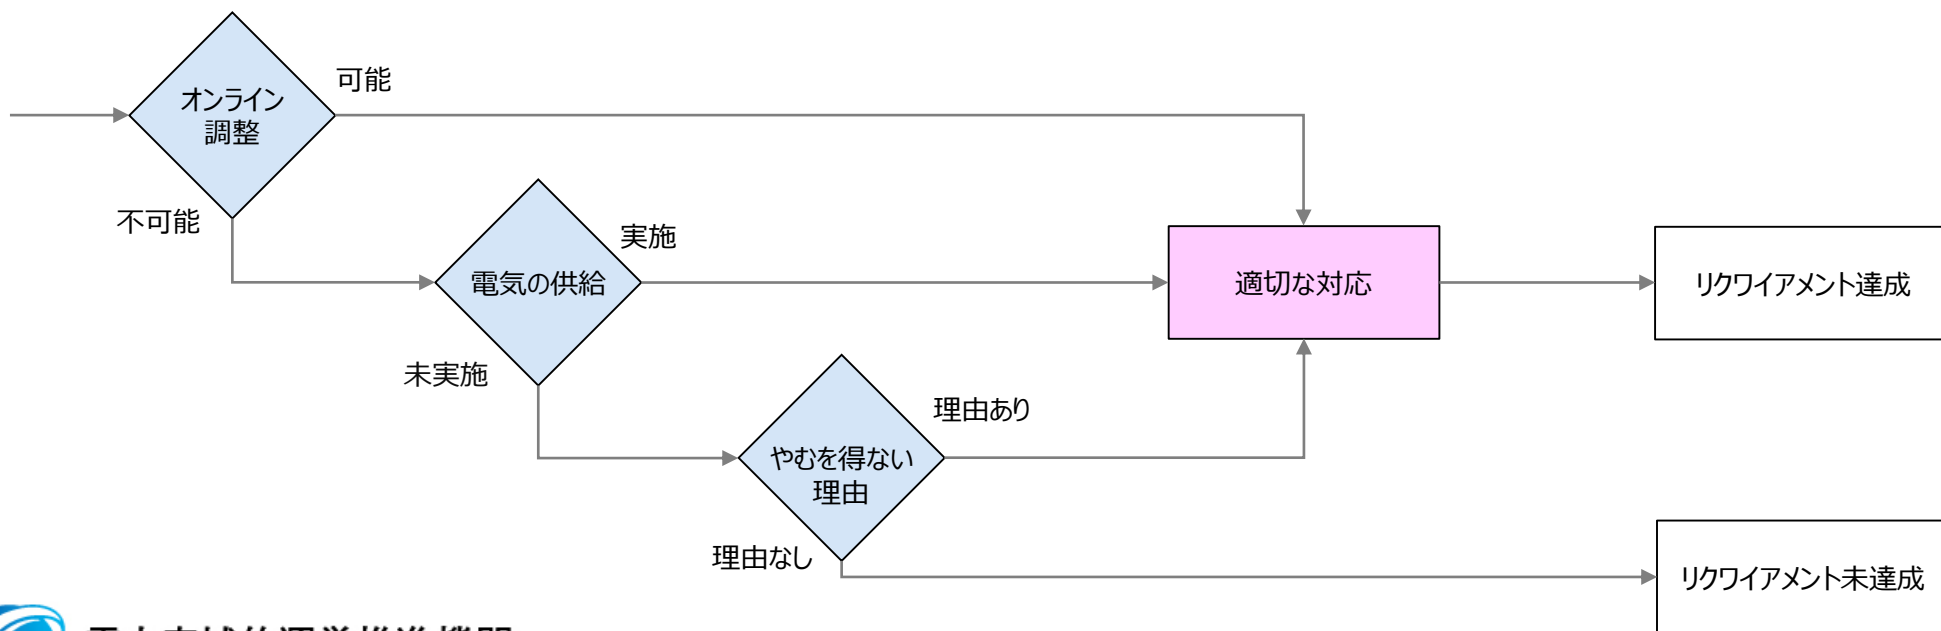 可能
オンライン
調整
不可能
実施
電気の供給
適切な対応
リクワイアメント達成
未実施
理由あり
やむを得ない
理由
理由なし
リクワイアメント未達成